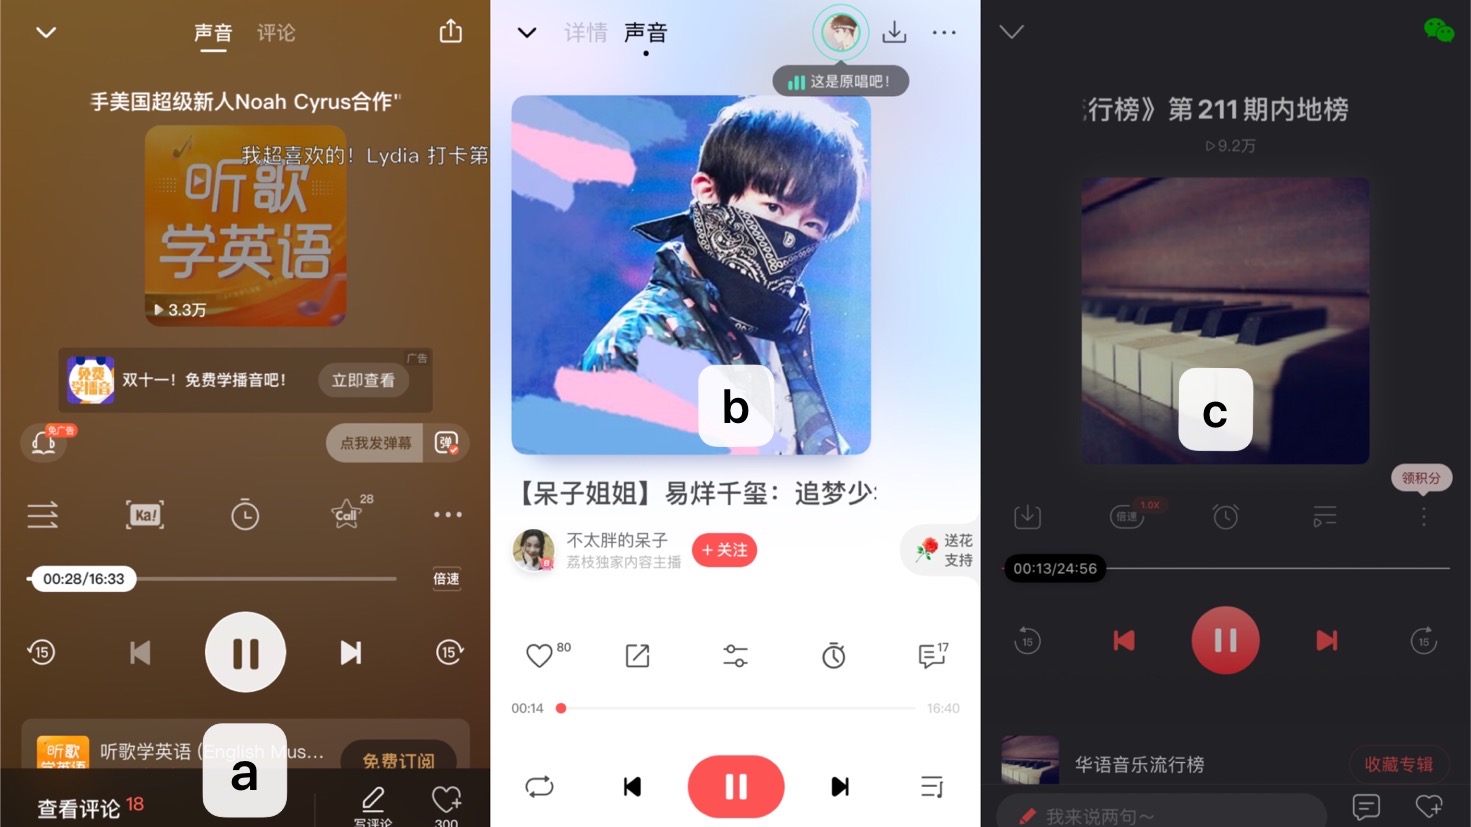 声音 评论
手美国超级新人Noah Cyrus合作"
我超喜欢的！Lydia 打卡第
听歌
学英语
3.3万
广告
免费
学播音
双十一！免费学播音吧！
立即查看
免广告
点我发弹幕
弹
Ka!
Call
28
00:28/16:33
倍速
15
15
听歌
学英语
听歌学英语 (English Mus...
免费订阅
a
查看评论 18
写评论
300
详情 声音
这是原唱吧！
b
【呆子姐姐】易烊千玺：追梦少
不太胖的呆子
荔枝独家内容主播
+ 关注
送花
支持
80
17
00:14
16:40
行榜》第211期内地榜
9.2万
c
领积分
倍速
1.0X
00:13/24:56
15
15
华语音乐流行榜
收藏专辑
我来说两句～